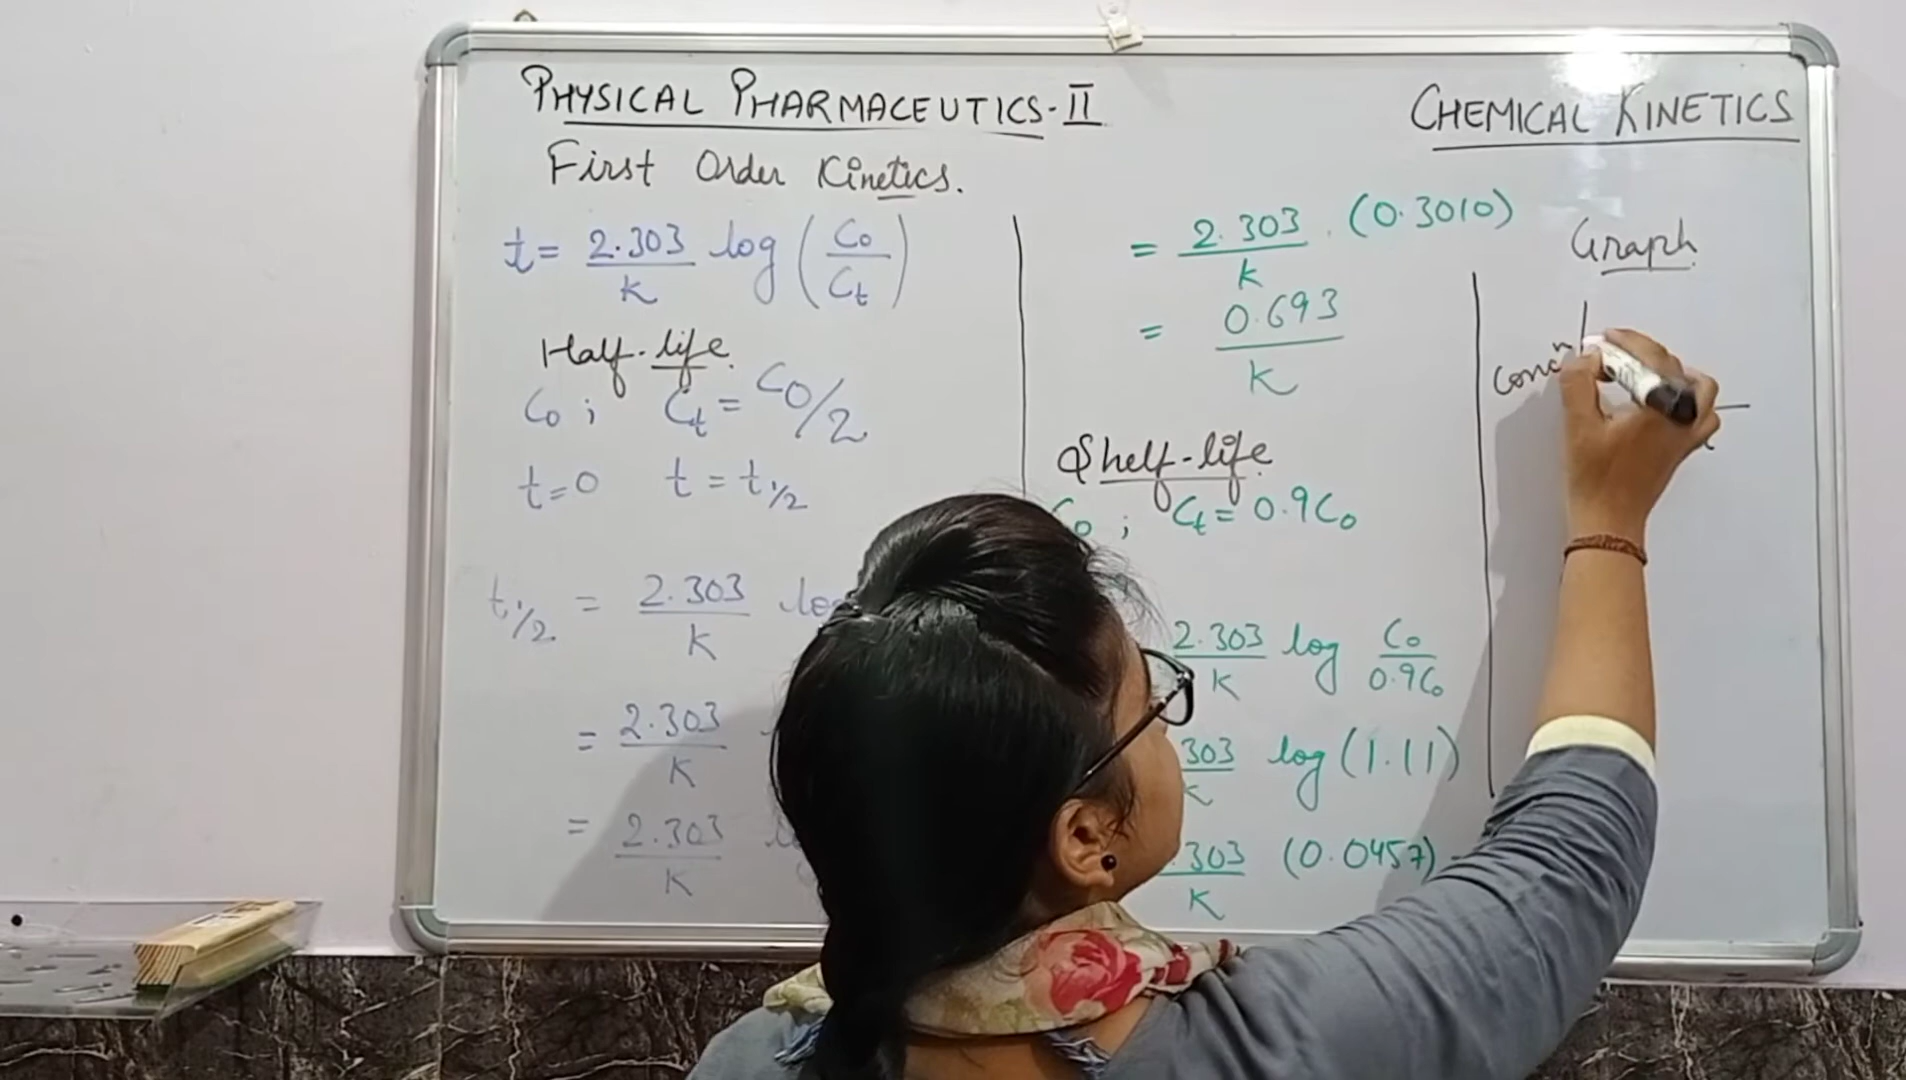 PHYSICAL PHARMACEUTICS-II
CHEMICAL KINETICS
First Order Kinetics.
t = 2.303/K log (C₀/Cₜ)
Half-life.
C₀ ; Cₜ = C₀/2
t=0 t = t1/2
t1/2 = 2.303/K
= 2.303/K
= 2.303/K
= 2.303/K . (0.3010)
= 0.693/K
Shelf-life
C₀ ; Cₜ = 0.9C₀
2.303/K log C₀/0.9C₀
303/K log (1.11)
.303/K (0.0457)
Graph
Concⁿ